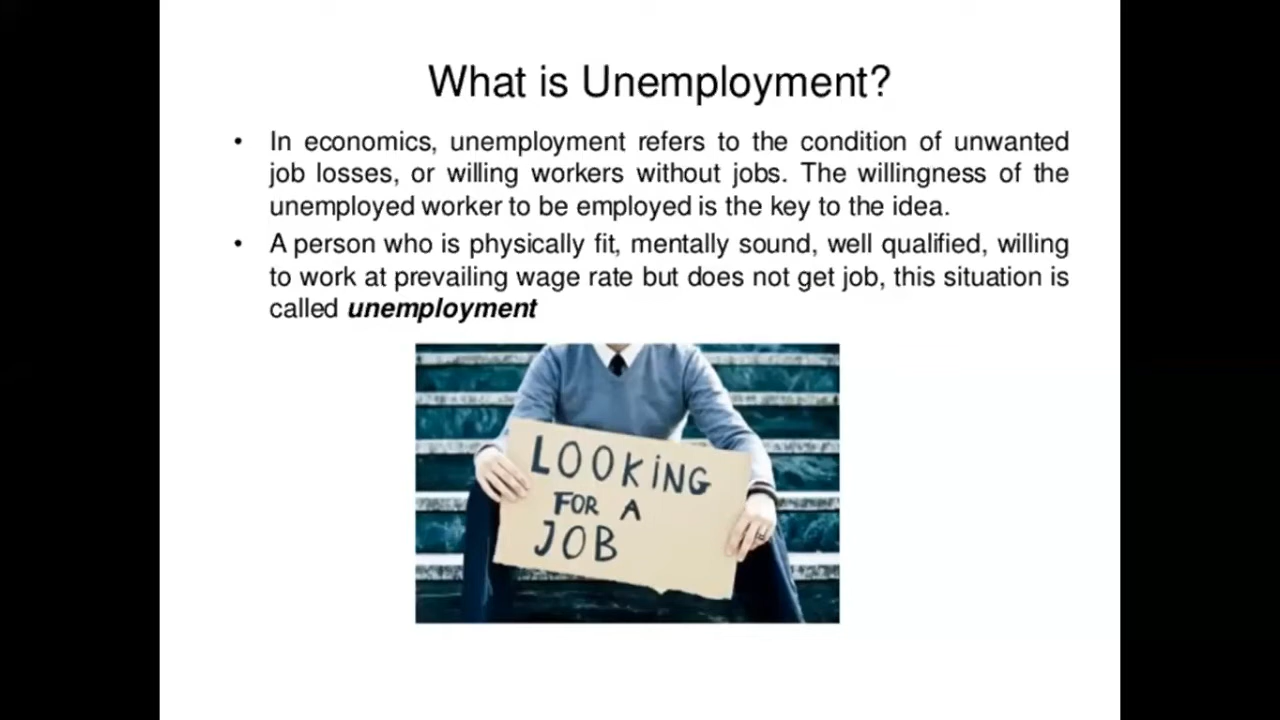 What is Unemployment?
• In economics, unemployment refers to the condition of unwanted
job losses, or willing workers without jobs. The willingness of the
unemployed worker to be employed is the key to the idea.
• A person who is physically fit, mentally sound, well qualified, willing
to work at prevailing wage rate but does not get job, this situation is
called unemployment
LOOKiNG
FOR A
JOB